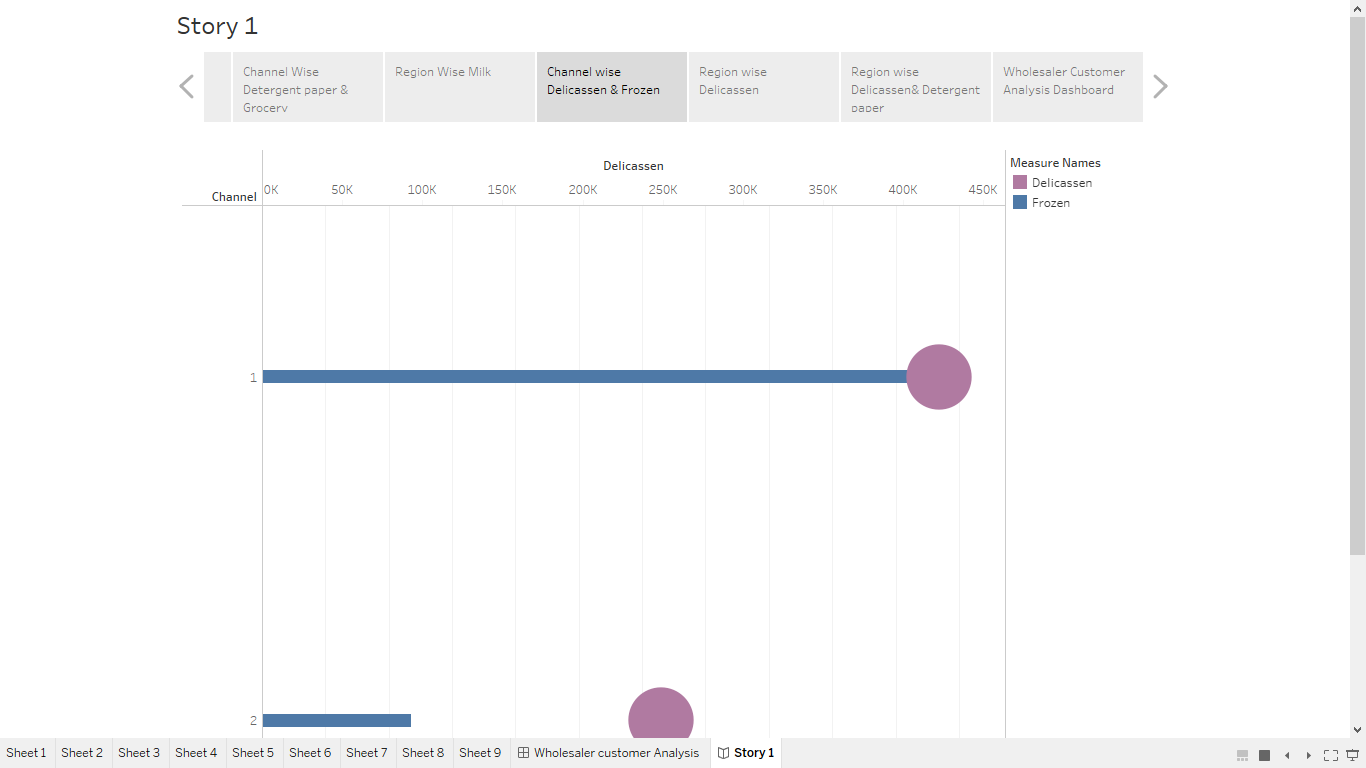 Story 1
Channel Wise
Detergent paper &
Grocery
Region Wise Milk
Channel wise
Delicassen & Frozen
Region wise
Delicassen
Region wise
Delicassen& Detergent
paper
Wholesaler Customer
Analysis Dashboard
Delicassen
Channel
0K 50K 100K 150K 200K 250K 300K 350K 400K 450K
Measure Names
Delicassen
Frozen
1
2
Sheet 1 Sheet 2 Sheet 3 Sheet 4 Sheet 5 Sheet 6 Sheet 7 Sheet 8 Sheet 9 Wholesaler customer Analysis Story 1